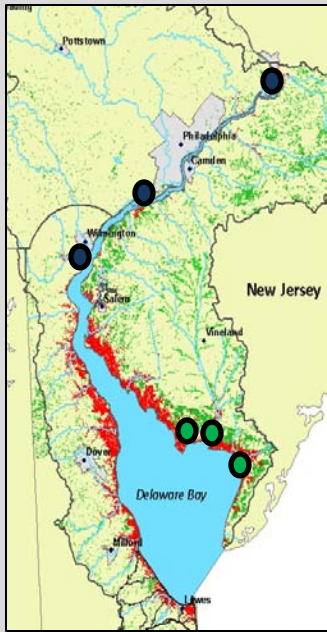 Pottstown
Philadelphia
Camden
Wilmington
Salem
New Jersey
Vineland
Dover
Delaware Bay
Milford
Lewes